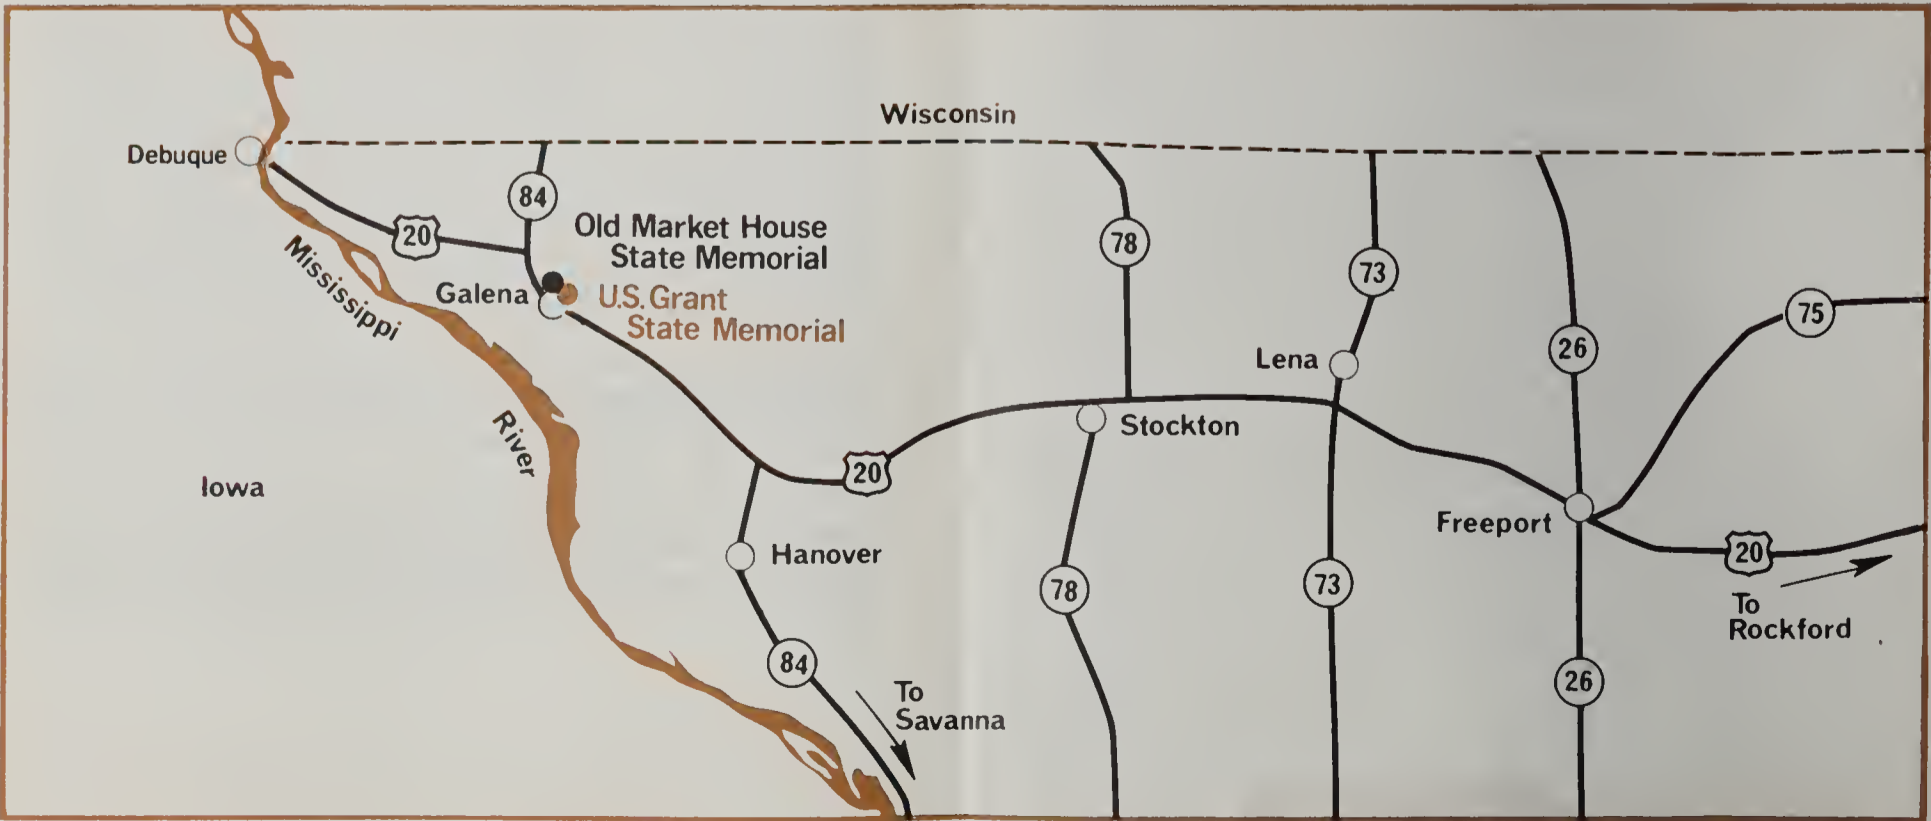 Wisconsin
Debuque
84
20
Old Market House
State Memorial
78
73
Mississippi
Galena
U.S. Grant
State Memorial
75
26
Lena
River
Stockton
20
Iowa
Freeport
Hanover
20
78
73
To
Rockford
84
26
To
Savanna